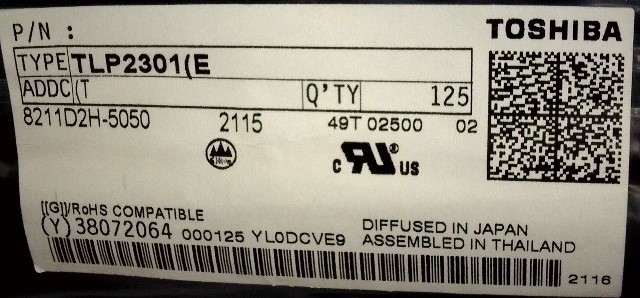 P/N :
TOSHIBA
TYPE TLP2301(E
ADDC (T Q'TY 125
8211D2H-5050 2115 49T 02500 02
c RU® US
[[G]]/RoHS COMPATIBLE
(Y) 38072064 000125 YL0DCVE9
DIFFUSED IN JAPAN
ASSEMBLED IN THAILAND
2116